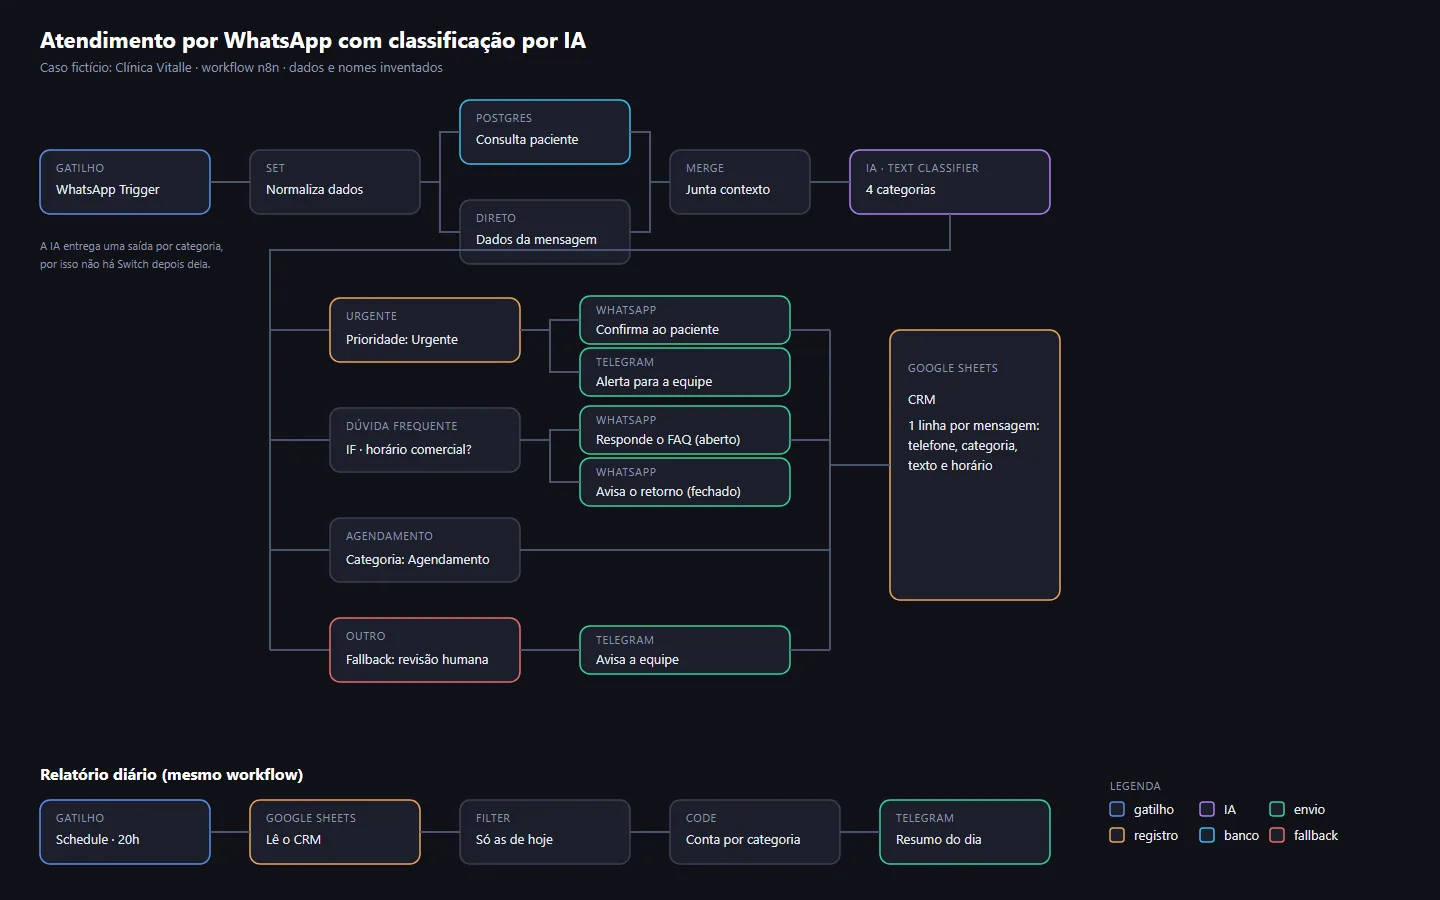 Atendimento por WhatsApp com classificação por IA
Caso fictício: Clínica Vitalle · workflow n8n · dados e nomes inventados
GATILHO
WhatsApp Trigger
SET
Normaliza dados
POSTGRES
Consulta paciente
DIRETO
Dados da mensagem
MERGE
Junta contexto
IA · TEXT CLASSIFIER
4 categorias
A IA entrega uma saída por categoria,
por isso não há Switch depois dela.
URGENTE
Prioridade: Urgente
WHATSAPP
Confirma ao paciente
TELEGRAM
Alerta para a equipe
DÚVIDA FREQUENTE
IF · horário comercial?
WHATSAPP
Responde o FAQ (aberto)
WHATSAPP
Avisa o retorno (fechado)
AGENDAMENTO
Categoria: Agendamento
OUTRO
Fallback: revisão humana
TELEGRAM
Avisa a equipe
GOOGLE SHEETS
CRM
1 linha por mensagem:
telefone, categoria,
texto e horário
Relatório diário (mesmo workflow)
GATILHO
Schedule · 20h
GOOGLE SHEETS
Lê o CRM
FILTER
Só as de hoje
CODE
Conta por categoria
TELEGRAM
Resumo do dia
LEGENDA
gatilho
IA
envio
registro
banco
fallback